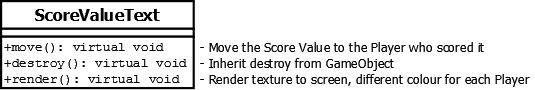 ScoreValueText
+move(): virtual void - Move the Score Value to the Player who scored it
+destroy(): virtual void - Inherit destroy from GameObject
+render(): virtual void - Render texture to screen, different colour for each Player